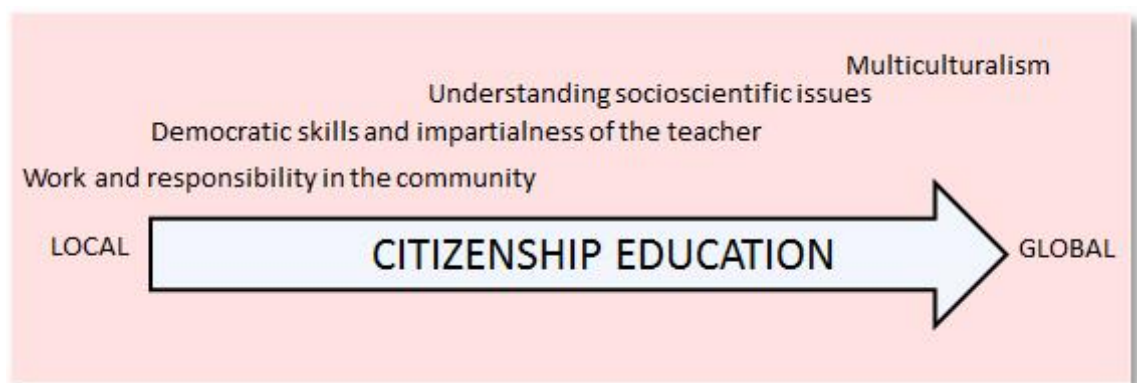 Multiculturalism
Understanding socioscientific issues
Democratic skills and impartialness of the teacher
Work and responsibility in the community
LOCAL
CITIZENSHIP EDUCATION
GLOBAL